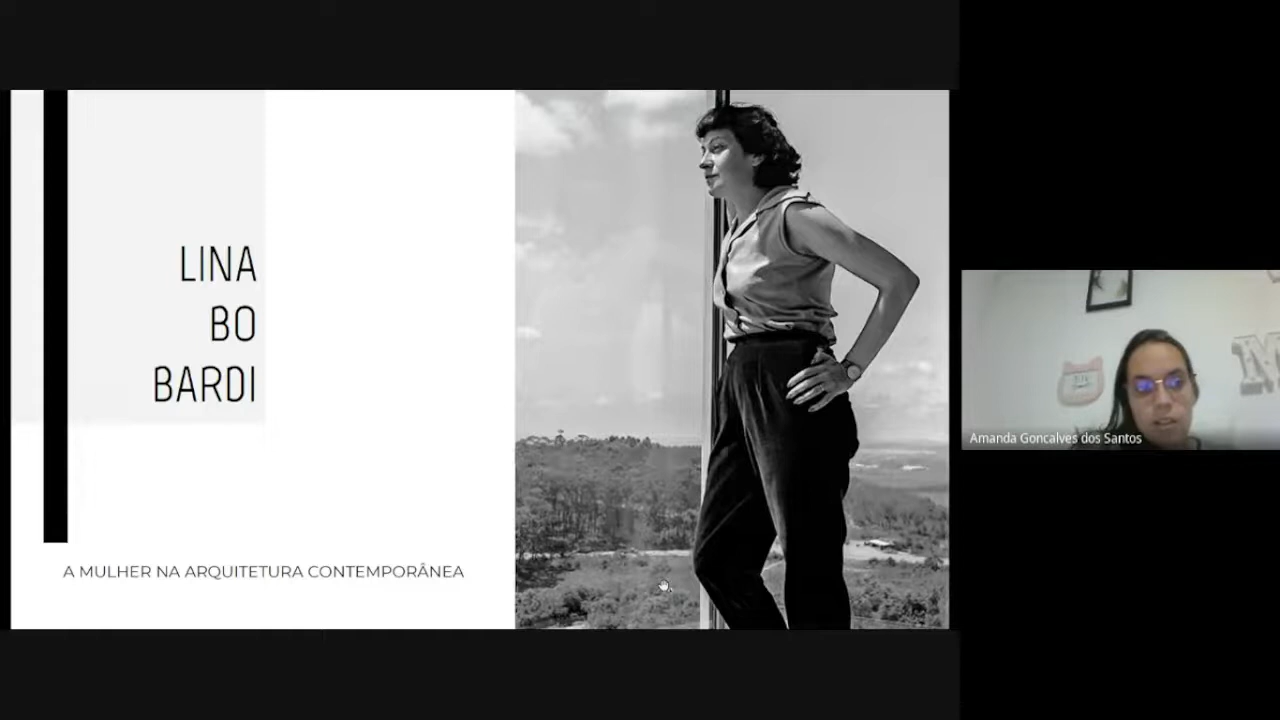 LINA
BO
BARDI
A MULHER NA ARQUITETURA CONTEMPORÂNEA
Amanda Goncalves dos Santos
M